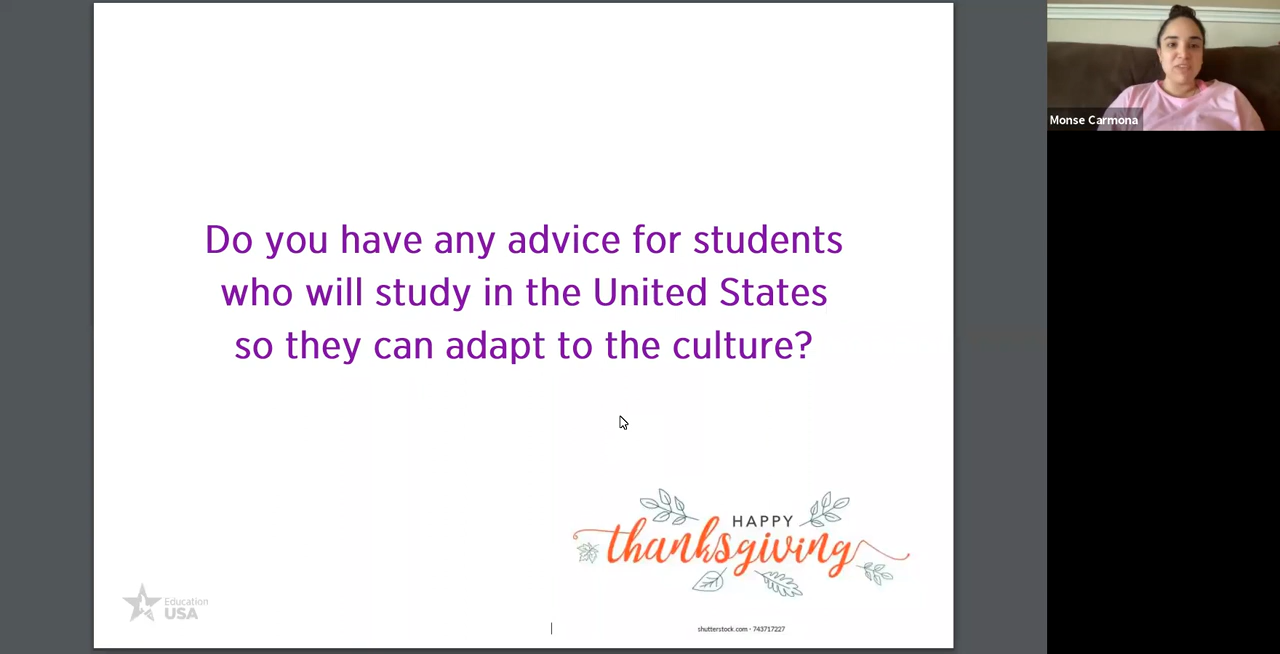 Do you have any advice for students
who will study in the United States
so they can adapt to the culture?
HAPPY
thanksgiving
Education
USA
shutterstock.com · 743717227
Monse Carmona